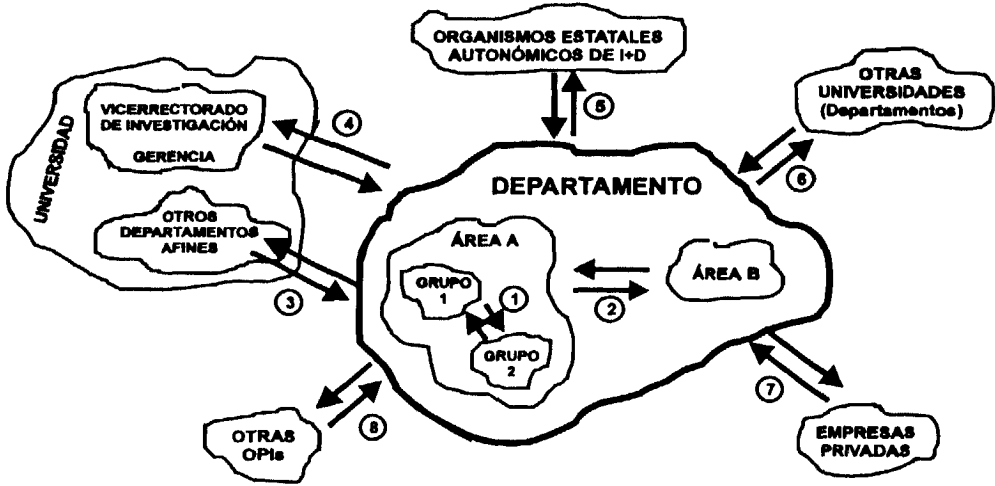 ORGANISMOS ESTATALES
AUTONÓMICOS DE I+D
5
OTRAS
UNIVERSIDADES
(Departamentos)
6
UNIVERSIDAD
VICERRECTORADO
DE INVESTIGACIÓN
GERENCIA
4
OTROS
DEPARTAMENTOS
AFINES
3
DEPARTAMENTO
ÁREA A
GRUPO
1
1
GRUPO
2
2
ÁREA B
7
EMPRESAS
PRIVADAS
8
OTRAS
OPIs